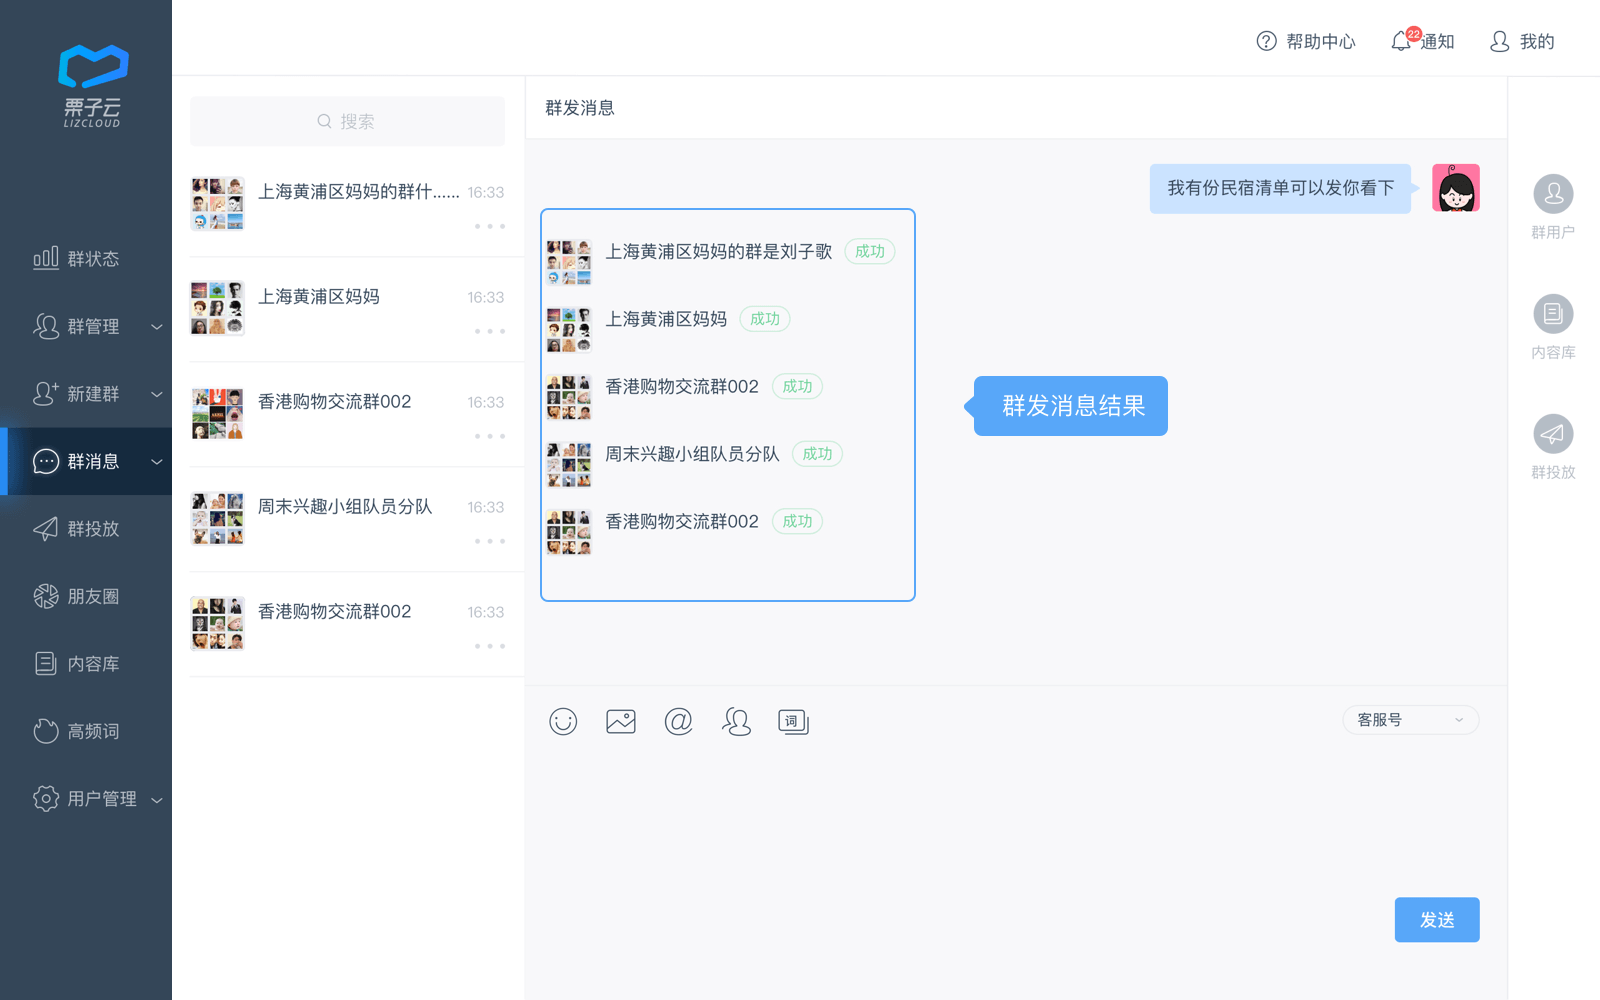 帮助中心
22
通知
我的
栗子云
LIZCLOUD
群状态
群管理
新建群
群消息
群投放
朋友圈
内容库
高频词
用户管理
搜索
上海黄浦区妈妈的群什......
16:33
上海黄浦区妈妈
16:33
香港购物交流群002
16:33
周末兴趣小组队员分队
16:33
香港购物交流群002
16:33
群发消息
我有份民宿清单可以发你看下
上海黄浦区妈妈的群是刘子歌
成功
上海黄浦区妈妈
成功
香港购物交流群002
成功
周末兴趣小组队员分队
成功
香港购物交流群002
成功
群发消息结果
词
客服号
发送
群用户
内容库
群投放